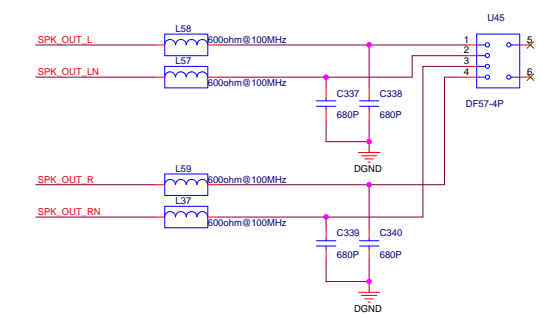 U45
L58
SPK_OUT_L
600ohm@100MHz
1
5
2
L57
SPK_OUT_LN
600ohm@100MHz
3
4
6
C337
C338
DF57-4P
680P
680P
DGND
L59
SPK_OUT_R
600ohm@100MHz
L37
SPK_OUT_RN
600ohm@100MHz
C339
C340
680P
680P
DGND